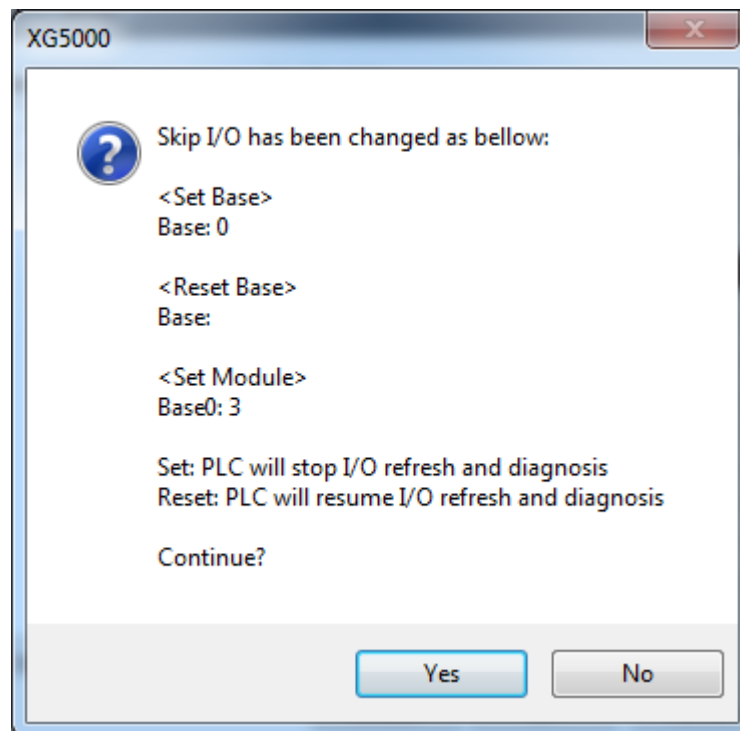 XG5000
Skip I/O has been changed as bellow:
<Set Base>
Base: 0
<Reset Base>
Base:
<Set Module>
Base0: 3
Set: PLC will stop I/O refresh and diagnosis
Reset: PLC will resume I/O refresh and diagnosis
Continue?
Yes
No